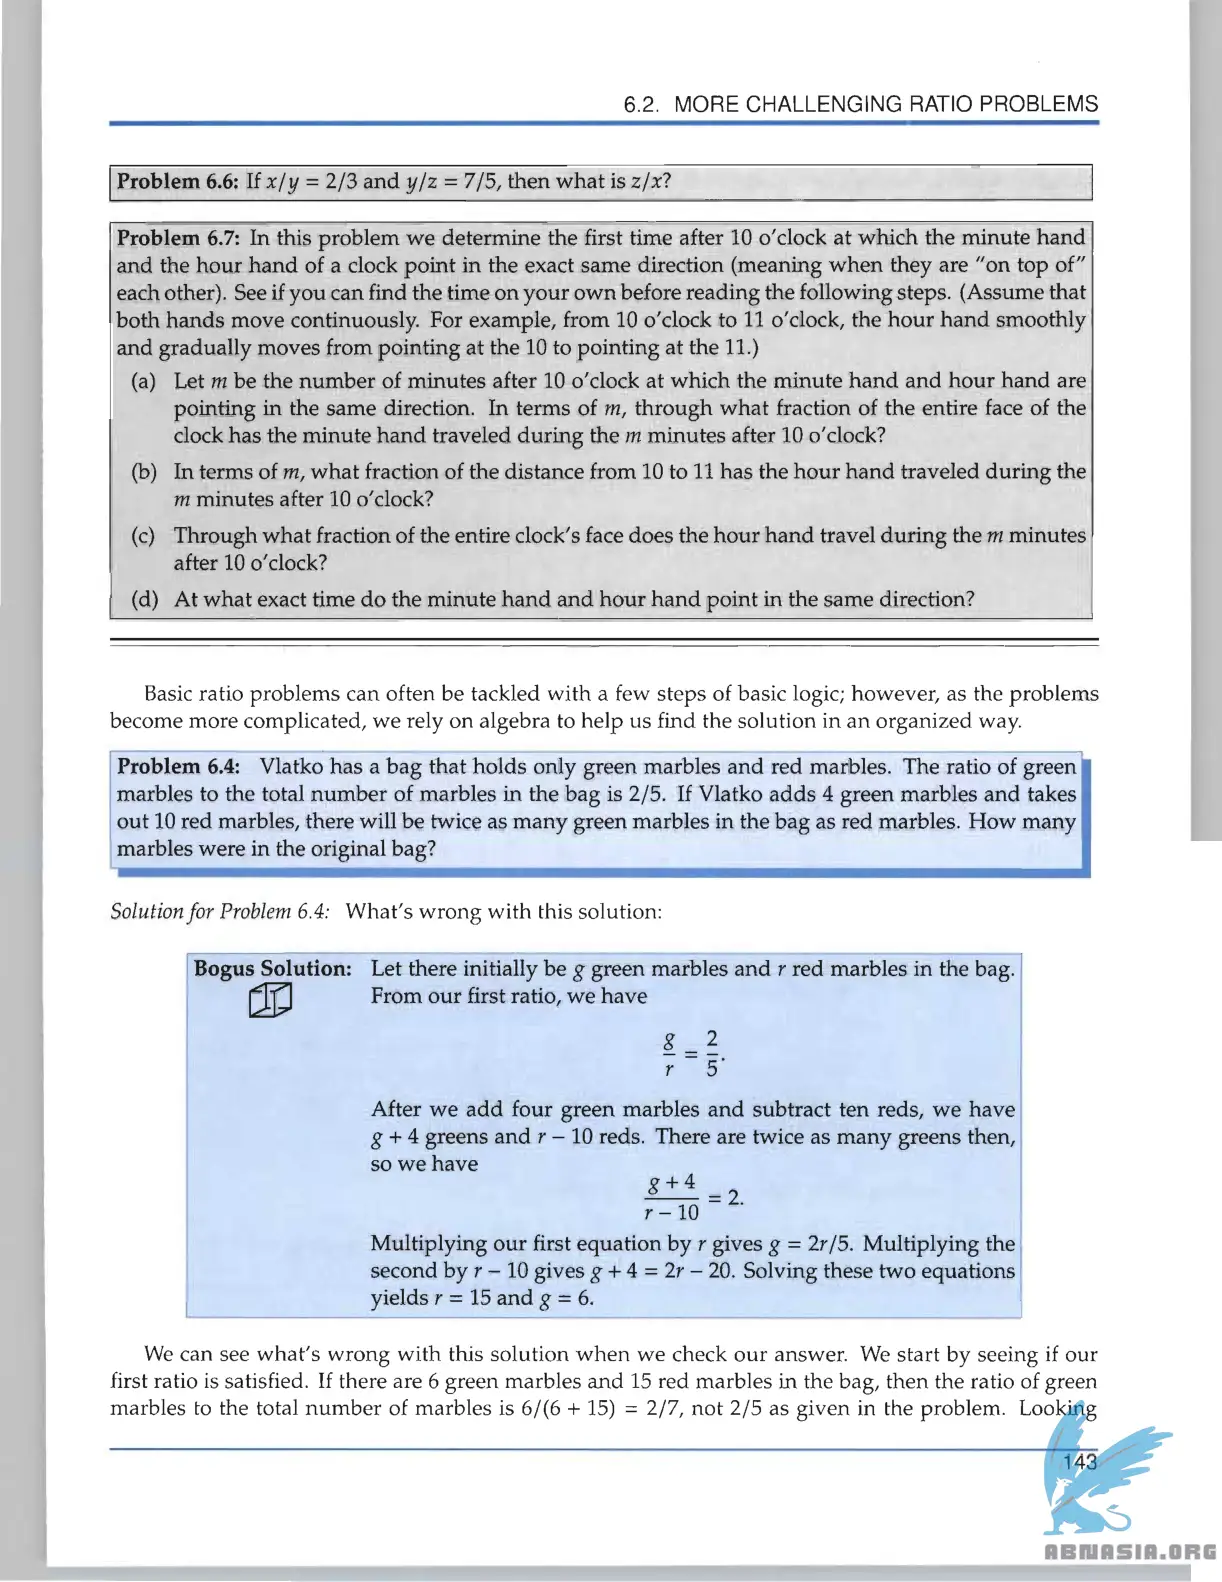 6.2. MORE CHALLENGING RATIO PROBLEMS
Problem 6.6: If x/y = 2/3 and y/z = 7/5, then what is z/x?
Problem 6.7: In this problem we determine the first time after 10 o'clock at which the minute hand
and the hour hand of a clock point in the exact same direction (meaning when they are "on top of"
each other). See if you can find the time on your own before reading the following steps. (Assume that
both hands move continuously. For example, from 10 o'clock to 11 o'clock, the hour hand smoothly
and gradually moves from pointing at the 10 to pointing at the 11.)
(a) Let m be the number of minutes after 10 o'clock at which the minute hand and hour hand are
pointing in the same direction. In terms of m, through what fraction of the entire face of the
clock has the minute hand traveled during the m minutes after 10 o'clock?
(b) In terms of m, what fraction of the distance from 10 to 11 has the hour hand traveled during the
m minutes after 10 o'clock?
(c) Through what fraction of the entire clock's face does the hour hand travel during the m minutes
after 10 o'clock?
(d) At what exact time do the minute hand and hour hand point in the same direction?
Basic ratio problems can often be tackled with a few steps of basic logic; however, as the problems
become more complicated, we rely on algebra to help us find the solution in an organized way.
Problem 6.4: Vlatko has a bag that holds only green marbles and red marbles. The ratio of green
marbles to the total number of marbles in the bag is 2/5. If Vlatko adds 4 green marbles and takes
out 10 red marbles, there will be twice as many green marbles in the bag as red marbles. How many
marbles were in the original bag?
Solution for Problem 6.4: What's wrong with this solution:
Bogus Solution: Let there initially be g green marbles and r red marbles in the bag.
From our first ratio, we have
g/r = 2/5.
After we add four green marbles and subtract ten reds, we have
g + 4 greens and r − 10 reds. There are twice as many greens then,
so we have
(g + 4)/(r − 10) = 2.
Multiplying our first equation by r gives g = 2r/5. Multiplying the
second by r − 10 gives g + 4 = 2r − 20. Solving these two equations
yields r = 15 and g = 6.
We can see what's wrong with this solution when we check our answer. We start by seeing if our
first ratio is satisfied. If there are 6 green marbles and 15 red marbles in the bag, then the ratio of green
marbles to the total number of marbles is 6/(6 + 15) = 2/7, not 2/5 as given in the problem. Looking
143
ABNASIA.ORG